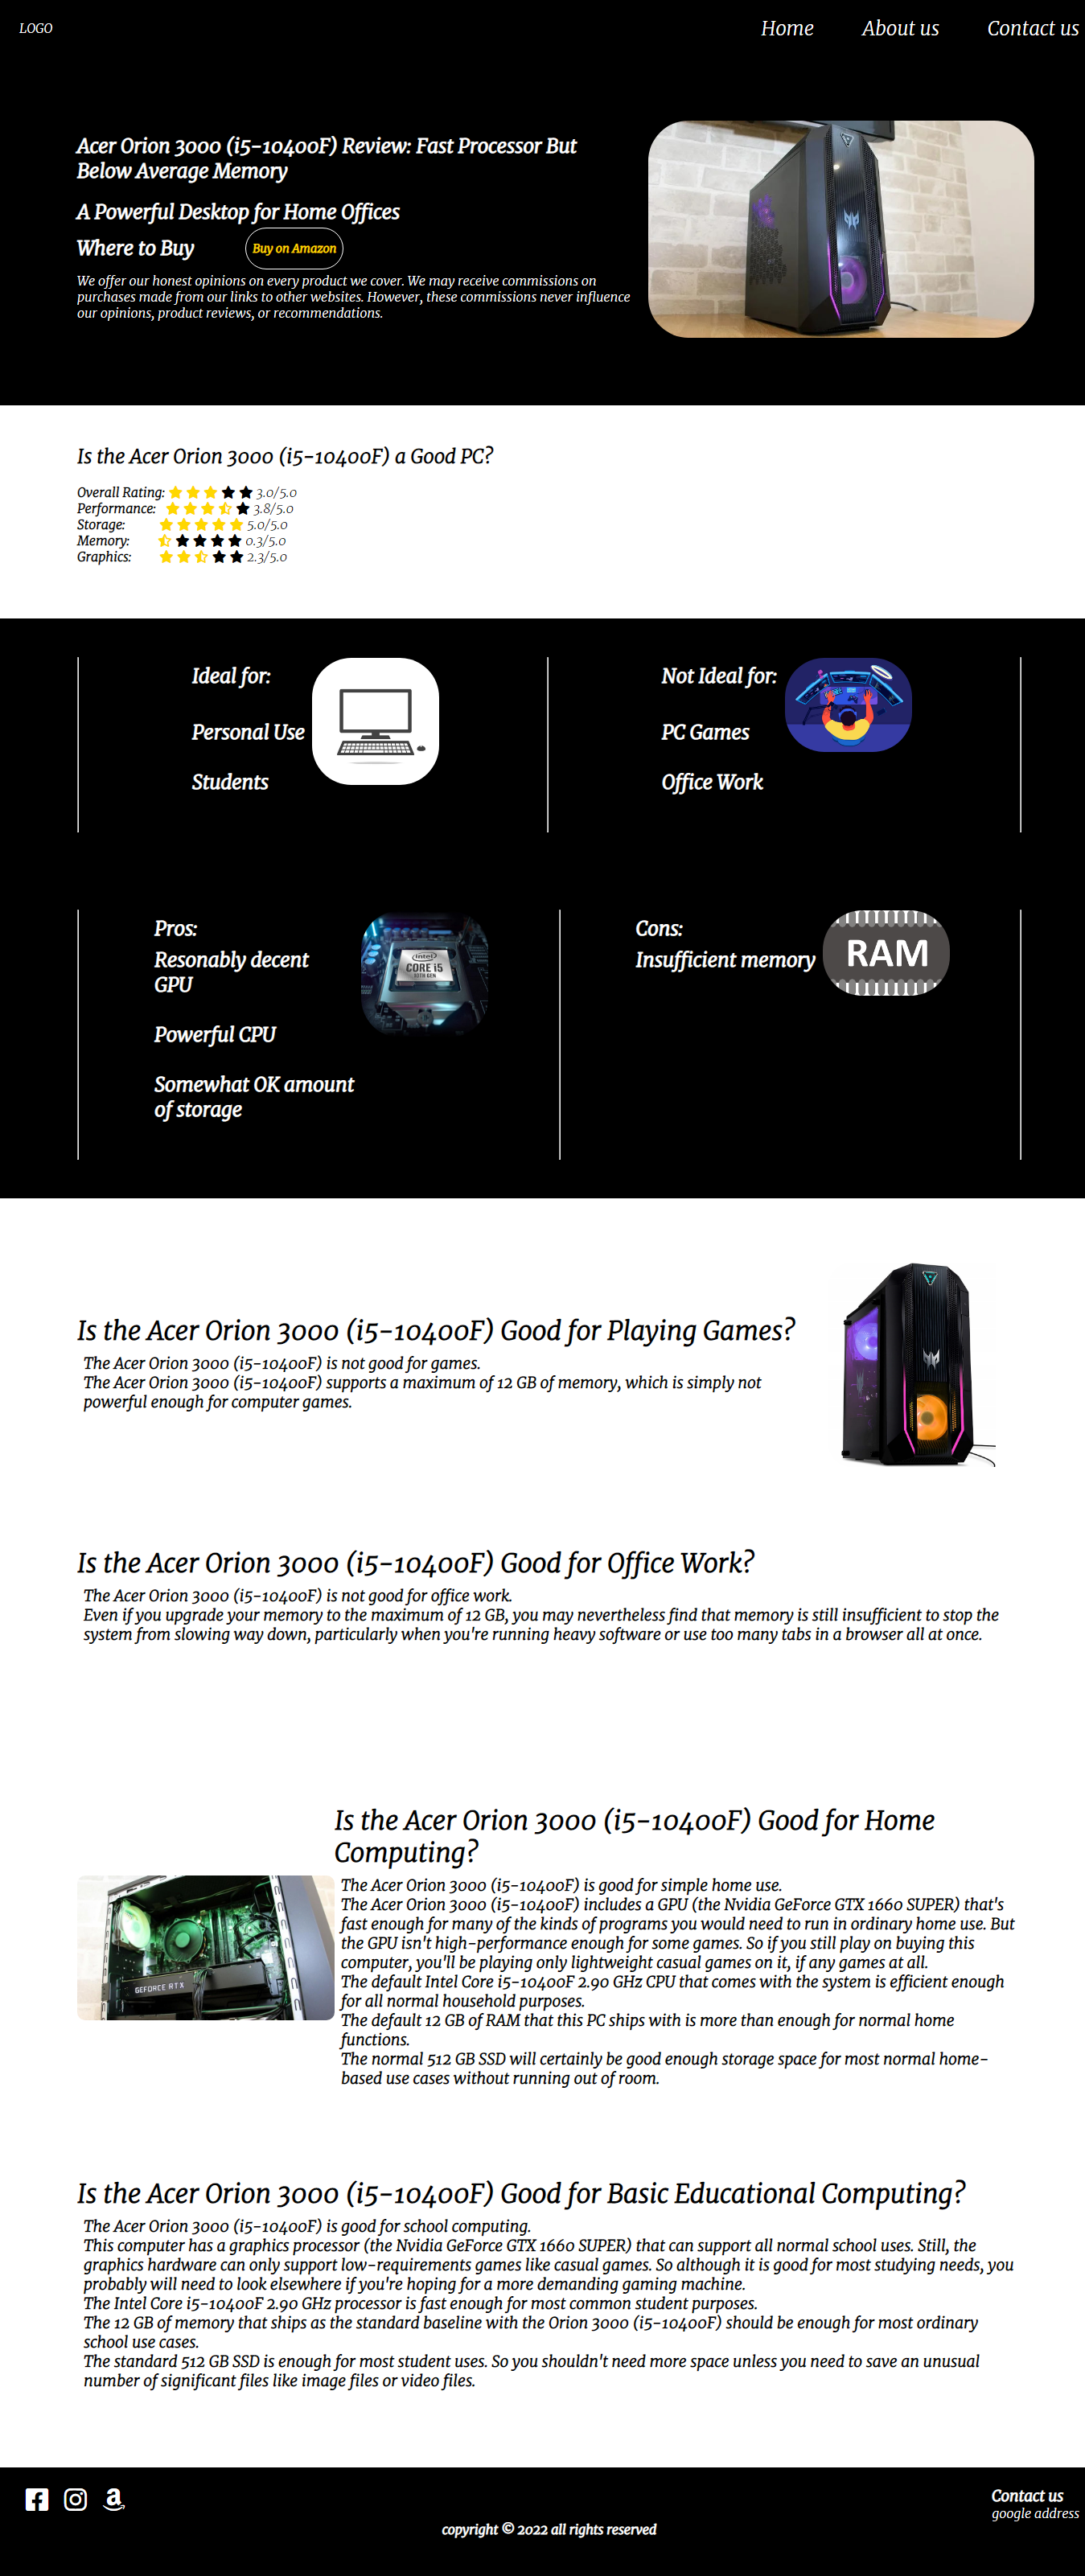 LOGO
Home
About us
Contact us
Acer Orion 3000 (i5-10400F) Review: Fast Processor But
Below Average Memory
A Powerful Desktop for Home Offices
Where to Buy
Buy on Amazon
We offer our honest opinions on every product we cover. We may receive commissions on
purchases made from our links to other websites. However, these commissions never influence
our opinions, product reviews, or recommendations.
Is the Acer Orion 3000 (i5-10400F) a Good PC?
Overall Rating: 3.0/5.0
Performance: 3.8/5.0
Storage: 5.0/5.0
Memory: 0.3/5.0
Graphics: 2.3/5.0
Ideal for:
Personal Use
Students
Not Ideal for:
PC Games
Office Work
Pros:
Resonably decent
GPU
Powerful CPU
Somewhat OK amount
of storage
intel
CORE i5
10TH GEN
Cons:
Insufficient memory
RAM
Is the Acer Orion 3000 (i5-10400F) Good for Playing Games?
The Acer Orion 3000 (i5-10400F) is not good for games.
The Acer Orion 3000 (i5-10400F) supports a maximum of 12 GB of memory, which is simply not
powerful enough for computer games.
Is the Acer Orion 3000 (i5-10400F) Good for Office Work?
The Acer Orion 3000 (i5-10400F) is not good for office work.
Even if you upgrade your memory to the maximum of 12 GB, you may nevertheless find that memory is still insufficient to stop the
system from slowing way down, particularly when you're running heavy software or use too many tabs in a browser all at once.
Is the Acer Orion 3000 (i5-10400F) Good for Home
Computing?
GEFORCE RTX
The Acer Orion 3000 (i5-10400F) is good for simple home use.
The Acer Orion 3000 (i5-10400F) includes a GPU (the Nvidia GeForce GTX 1660 SUPER) that's
fast enough for many of the kinds of programs you would need to run in ordinary home use. But
the GPU isn't high-performance enough for some games. So if you still play on buying this
computer, you'll be playing only lightweight casual games on it, if any games at all.
The default Intel Core i5-10400F 2.90 GHz CPU that comes with the system is efficient enough
for all normal household purposes.
The default 12 GB of RAM that this PC ships with is more than enough for normal home
functions.
The normal 512 GB SSD will certainly be good enough storage space for most normal home-
based use cases without running out of room.
Is the Acer Orion 3000 (i5-10400F) Good for Basic Educational Computing?
The Acer Orion 3000 (i5-10400F) is good for school computing.
This computer has a graphics processor (the Nvidia GeForce GTX 1660 SUPER) that can support all normal school uses. Still, the
graphics hardware can only support low-requirements games like casual games. So although it is good for most studying needs, you
probably will need to look elsewhere if you're hoping for a more demanding gaming machine.
The Intel Core i5-10400F 2.90 GHz processor is fast enough for most common student purposes.
The 12 GB of memory that ships as the standard baseline with the Orion 3000 (i5-10400F) should be enough for most ordinary
school use cases.
The standard 512 GB SSD is enough for most student uses. So you shouldn't need more space unless you need to save an unusual
number of significant files like image files or video files.
Contact us
google address
copyright © 2022 all rights reserved